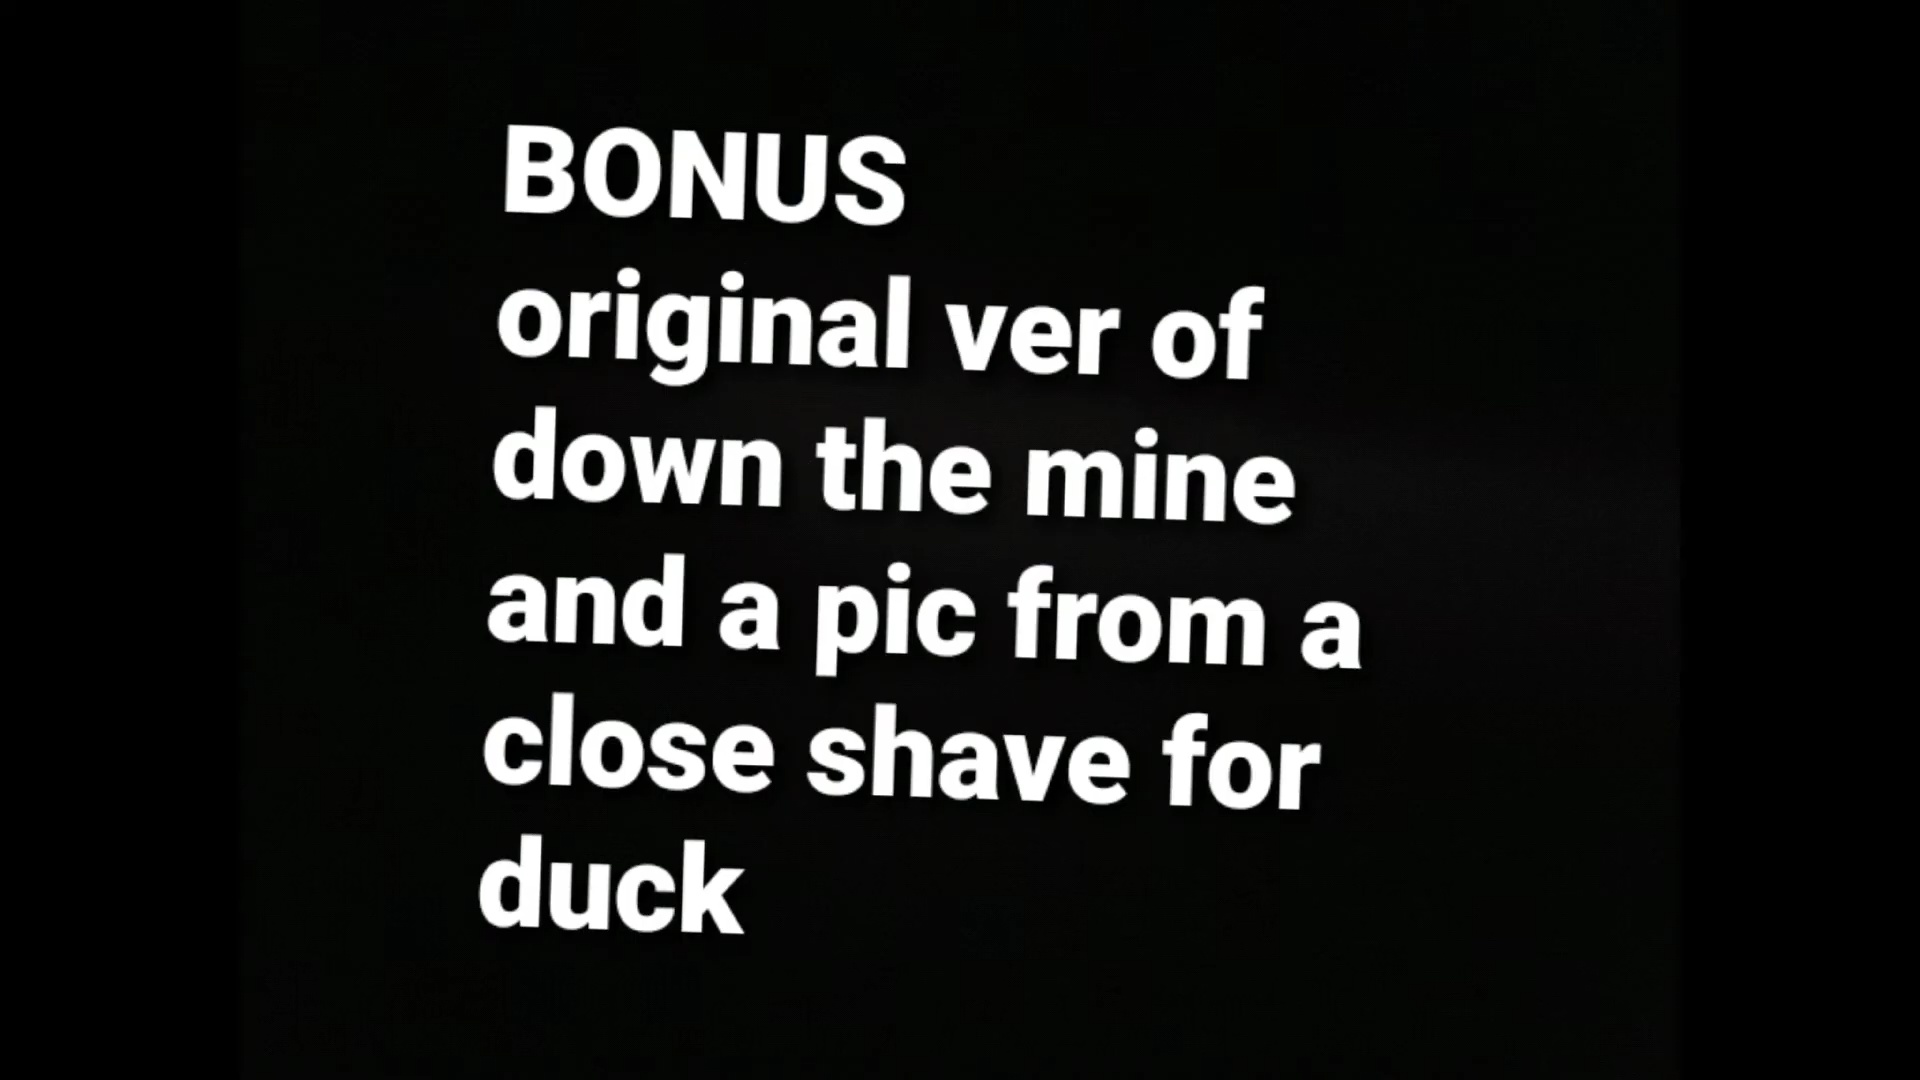 BONUS
original ver of
down the mine
and a pic from a
close shave for
duck